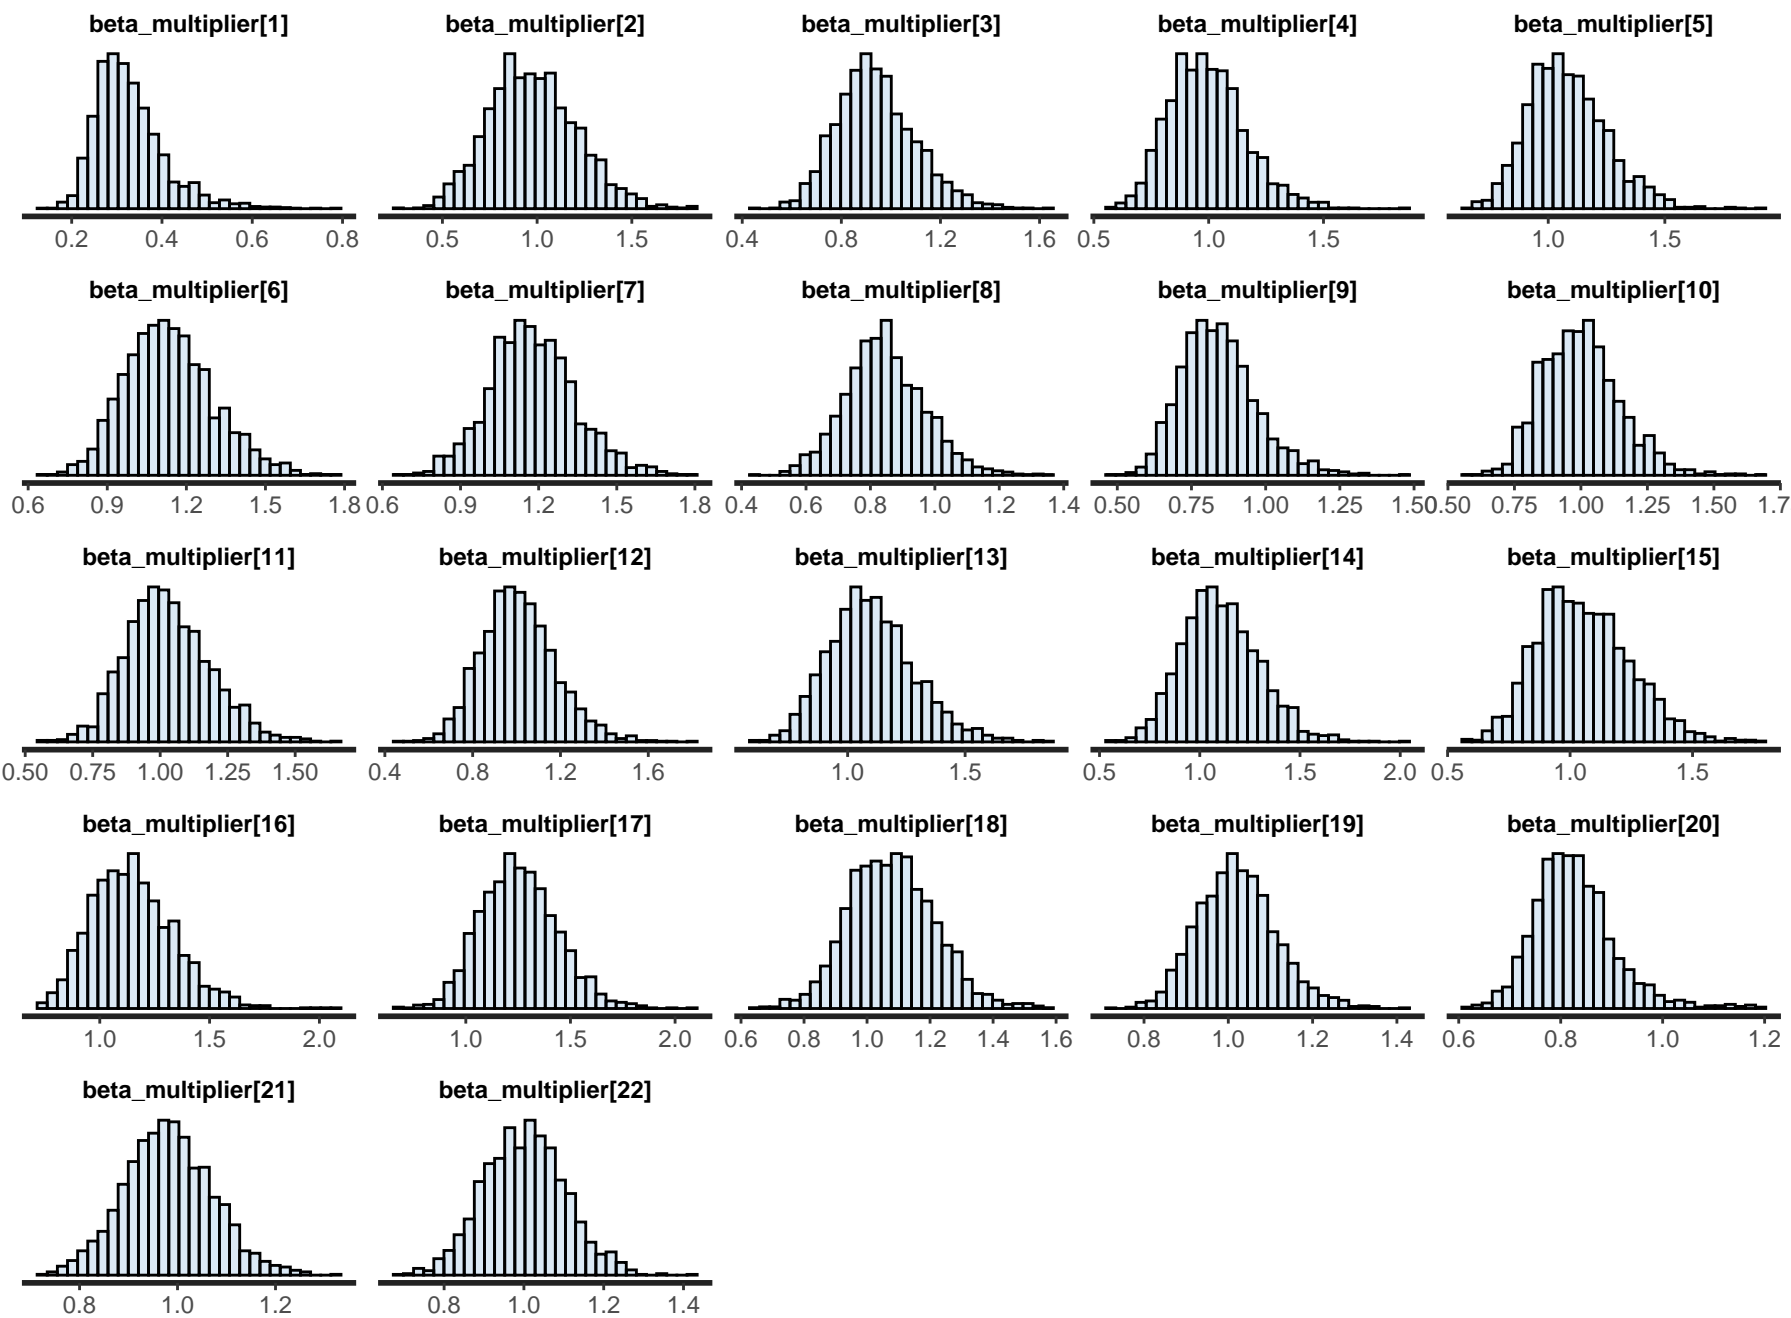 beta_multiplier[1] beta_multiplier[2] beta_multiplier[3] beta_multiplier[4] beta_multiplier[5]
0.2 0.4 0.6 0.8 0.5 1.0 1.5 0.4 0.8 1.2 1.6 0.5 1.0 1.5 1.0 1.5
beta_multiplier[6] beta_multiplier[7] beta_multiplier[8] beta_multiplier[9] beta_multiplier[10]
0.6 0.9 1.2 1.5 1.8 0.6 0.9 1.2 1.5 1.8 0.4 0.6 0.8 1.0 1.2 1.4 0.50 0.75 1.00 1.25 1.50 0.50 0.75 1.00 1.25 1.50 1.7
beta_multiplier[11] beta_multiplier[12] beta_multiplier[13] beta_multiplier[14] beta_multiplier[15]
0.50 0.75 1.00 1.25 1.50 0.4 0.8 1.2 1.6 1.0 1.5 0.5 1.0 1.5 2.0 0.5 1.0 1.5
beta_multiplier[16] beta_multiplier[17] beta_multiplier[18] beta_multiplier[19] beta_multiplier[20]
1.0 1.5 2.0 1.0 1.5 2.0 0.6 0.8 1.0 1.2 1.4 1.6 0.8 1.0 1.2 1.4 0.6 0.8 1.0 1.2
beta_multiplier[21] beta_multiplier[22]
0.8 1.0 1.2 0.8 1.0 1.2 1.4